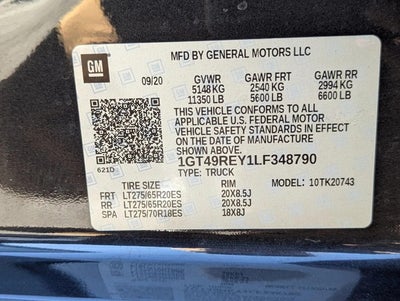 GM
MFD BY GENERAL MOTORS LLC
09/20 GVWR GAWR FRT GAWR RR
5148 KG 2540 KG 2994 KG
11350 LB 5600 LB 6600 LB
THIS VEHICLE CONFORMS TO ALL
APPLICABLE U.S. FEDERAL MOTOR
VEHICLE SAFETY STANDARDS IN EFFECT ON THE
DATE OF MANUFACTURE SHOWN ABOVE.
1GT49REY1LF348790
621D TYPE: TRUCK
TIRE SIZE RIM MODEL: 10TK20743
FRT LT275/65R20ES 20X8.5J
RR LT275/65R20ES 20X8.5J
SPA LT275/70R18ES 18X8J